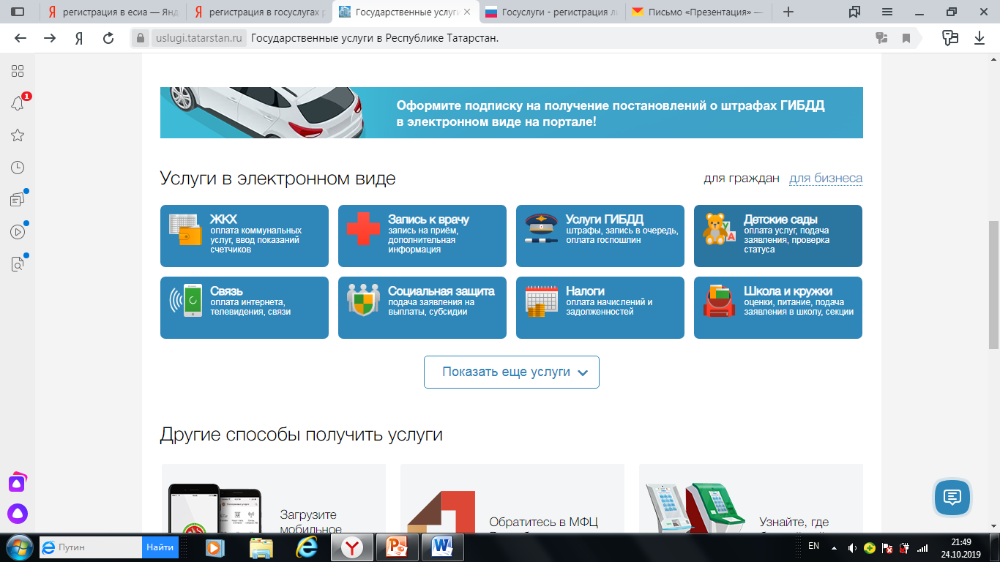 регистрация в есиа — Янд
регистрация в госуслугах р
Государственные услуги
Госуслуги - регистрация ли
Письмо «Презентация» —
uslugi.tatarstan.ru Государственные услуги в Республике Татарстан.
1
Оформите подписку на получение постановлений о штрафах ГИБДД
в электронном виде на портале!
Услуги в электронном виде
для граждан для бизнеса
ЖКХ
оплата коммунальных
услуг, ввод показаний
счетчиков
Запись к врачу
запись на приём,
дополнительная
информация
Услуги ГИБДД
штрафы, запись в очередь,
оплата госпошлин
Детские сады
оплата услуг, подача
заявления, проверка
статуса
Связь
оплата интернета,
телевидения, связи
Социальная защита
подача заявления на
выплаты, субсидии
Налоги
оплата начислений и
задолженностей
Школа и кружки
оценки, питание, подача
заявления в школу, секции
Показать еще услуги
Другие способы получить услуги
Загрузите
мобильное
Обратитесь в МФЦ
Узнайте, где
Путин
Найти
EN
21:49
24.10.2019